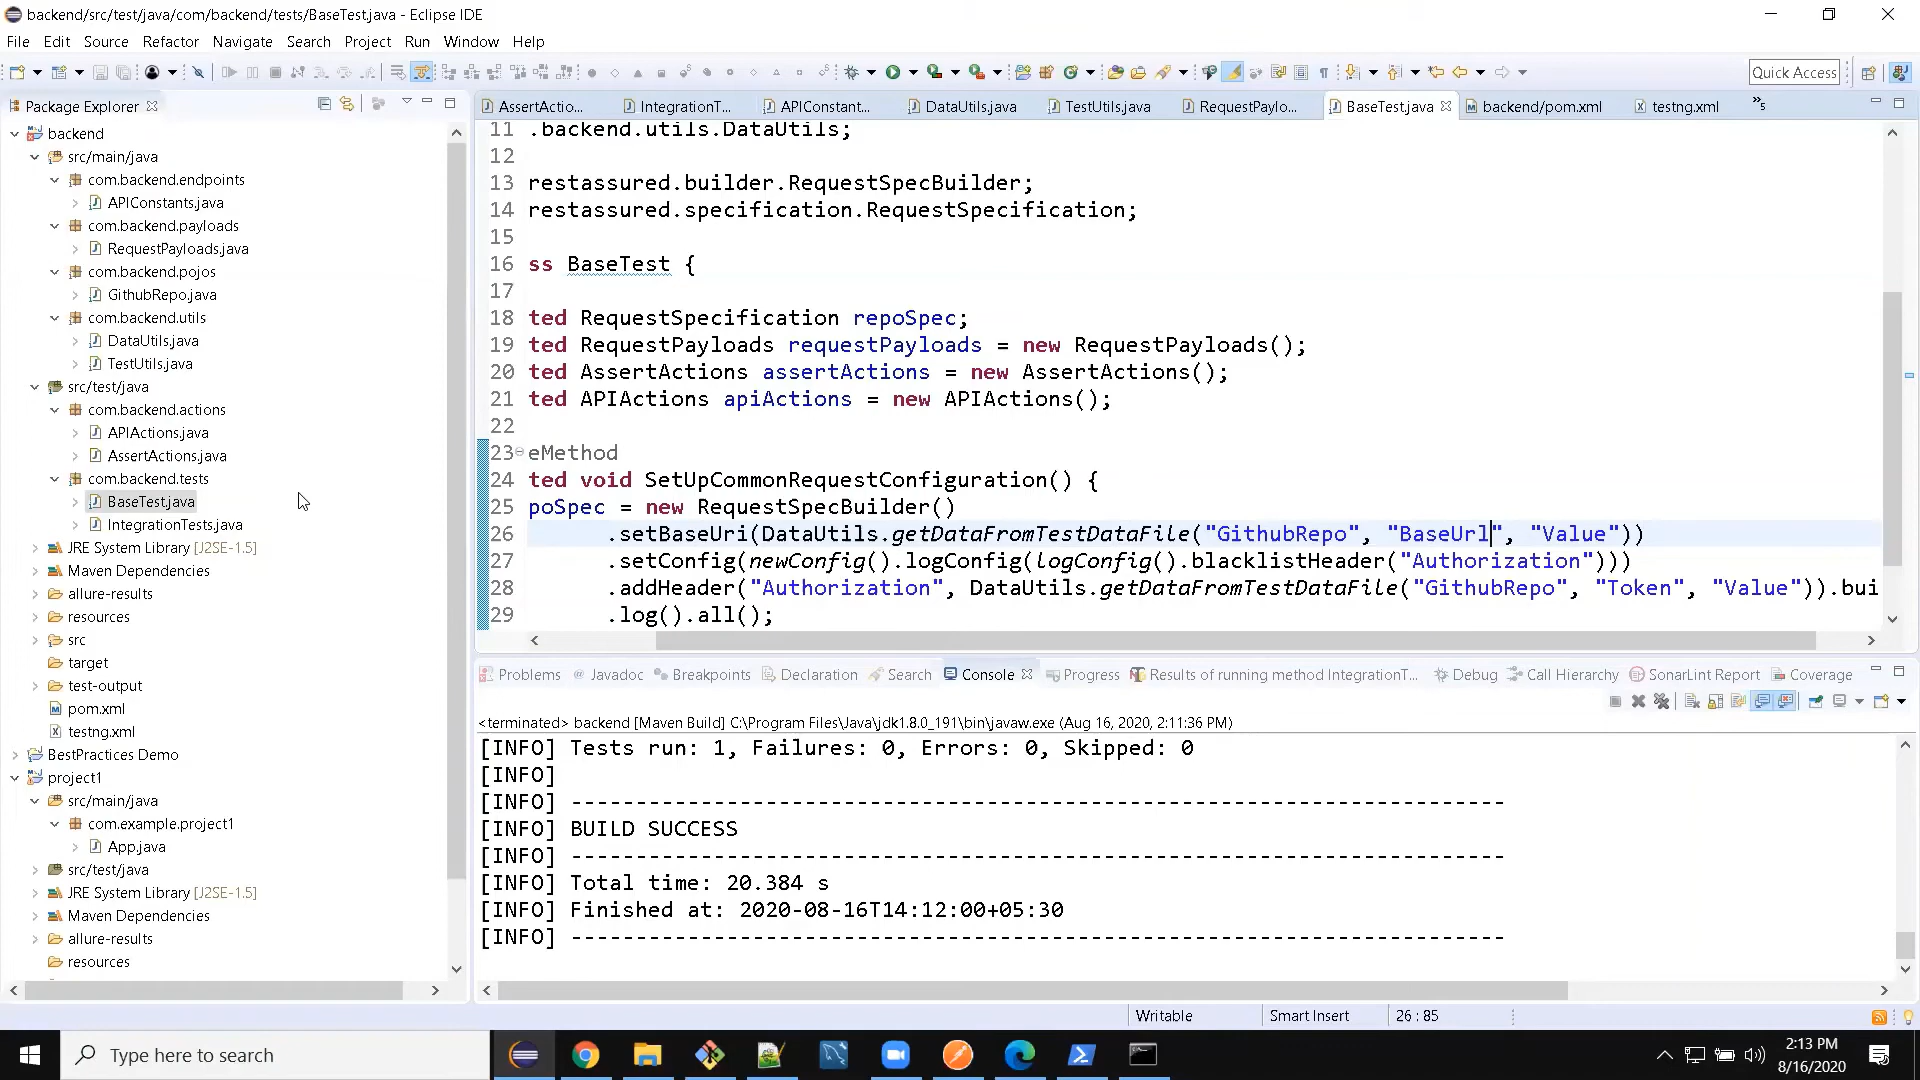 backend/src/test/java/com/backend/tests/BaseTest.java - Eclipse IDE
File Edit Source Refactor Navigate Search Project Run Window Help
Quick Access
Package Explorer
backend
src/main/java
com.backend.endpoints
APIConstants.java
com.backend.payloads
RequestPayloads.java
com.backend.pojos
GithubRepo.java
com.backend.utils
DataUtils.java
TestUtils.java
src/test/java
com.backend.actions
APIActions.java
AssertActions.java
com.backend.tests
BaseTest.java
IntegrationTests.java
JRE System Library [J2SE-1.5]
Maven Dependencies
allure-results
resources
src
target
test-output
pom.xml
testng.xml
BestPractices Demo
project1
src/main/java
com.example.project1
App.java
src/test/java
JRE System Library [J2SE-1.5]
Maven Dependencies
allure-results
resources
AssertActio... IntegrationT... APIConstant... DataUtils.java TestUtils.java RequestPaylo... BaseTest.java backend/pom.xml testng.xml »5
11 .backend.utils.DataUtils;
12
13 restassured.builder.RequestSpecBuilder;
14 restassured.specification.RequestSpecification;
15
16 ss BaseTest {
17
18 ted RequestSpecification repoSpec;
19 ted RequestPayloads requestPayloads = new RequestPayloads();
20 ted AssertActions assertActions = new AssertActions();
21 ted APIActions apiActions = new APIActions();
22
23 eMethod
24 ted void SetUpCommonRequestConfiguration() {
25 poSpec = new RequestSpecBuilder()
26 .setBaseUri(DataUtils.getDataFromTestDataFile("GithubRepo", "BaseUrl", "Value"))
27 .setConfig(newConfig().logConfig(logConfig().blacklistHeader("Authorization")))
28 .addHeader("Authorization", DataUtils.getDataFromTestDataFile("GithubRepo", "Token", "Value")).bui
29 .log().all();
Problems @ Javadoc Breakpoints Declaration Search Console Progress Results of running method IntegrationT... Debug Call Hierarchy SonarLint Report Coverage
<terminated> backend [Maven Build] C:\Program Files\Java\jdk1.8.0_191\bin\javaw.exe (Aug 16, 2020, 2:11:36 PM)
[INFO] Tests run: 1, Failures: 0, Errors: 0, Skipped: 0
[INFO]
[INFO] ------------------------------------------------------------------------
[INFO] BUILD SUCCESS
[INFO] ------------------------------------------------------------------------
[INFO] Total time: 20.384 s
[INFO] Finished at: 2020-08-16T14:12:00+05:30
[INFO] ------------------------------------------------------------------------
Writable Smart Insert 26 : 85
Type here to search
2:13 PM
8/16/2020